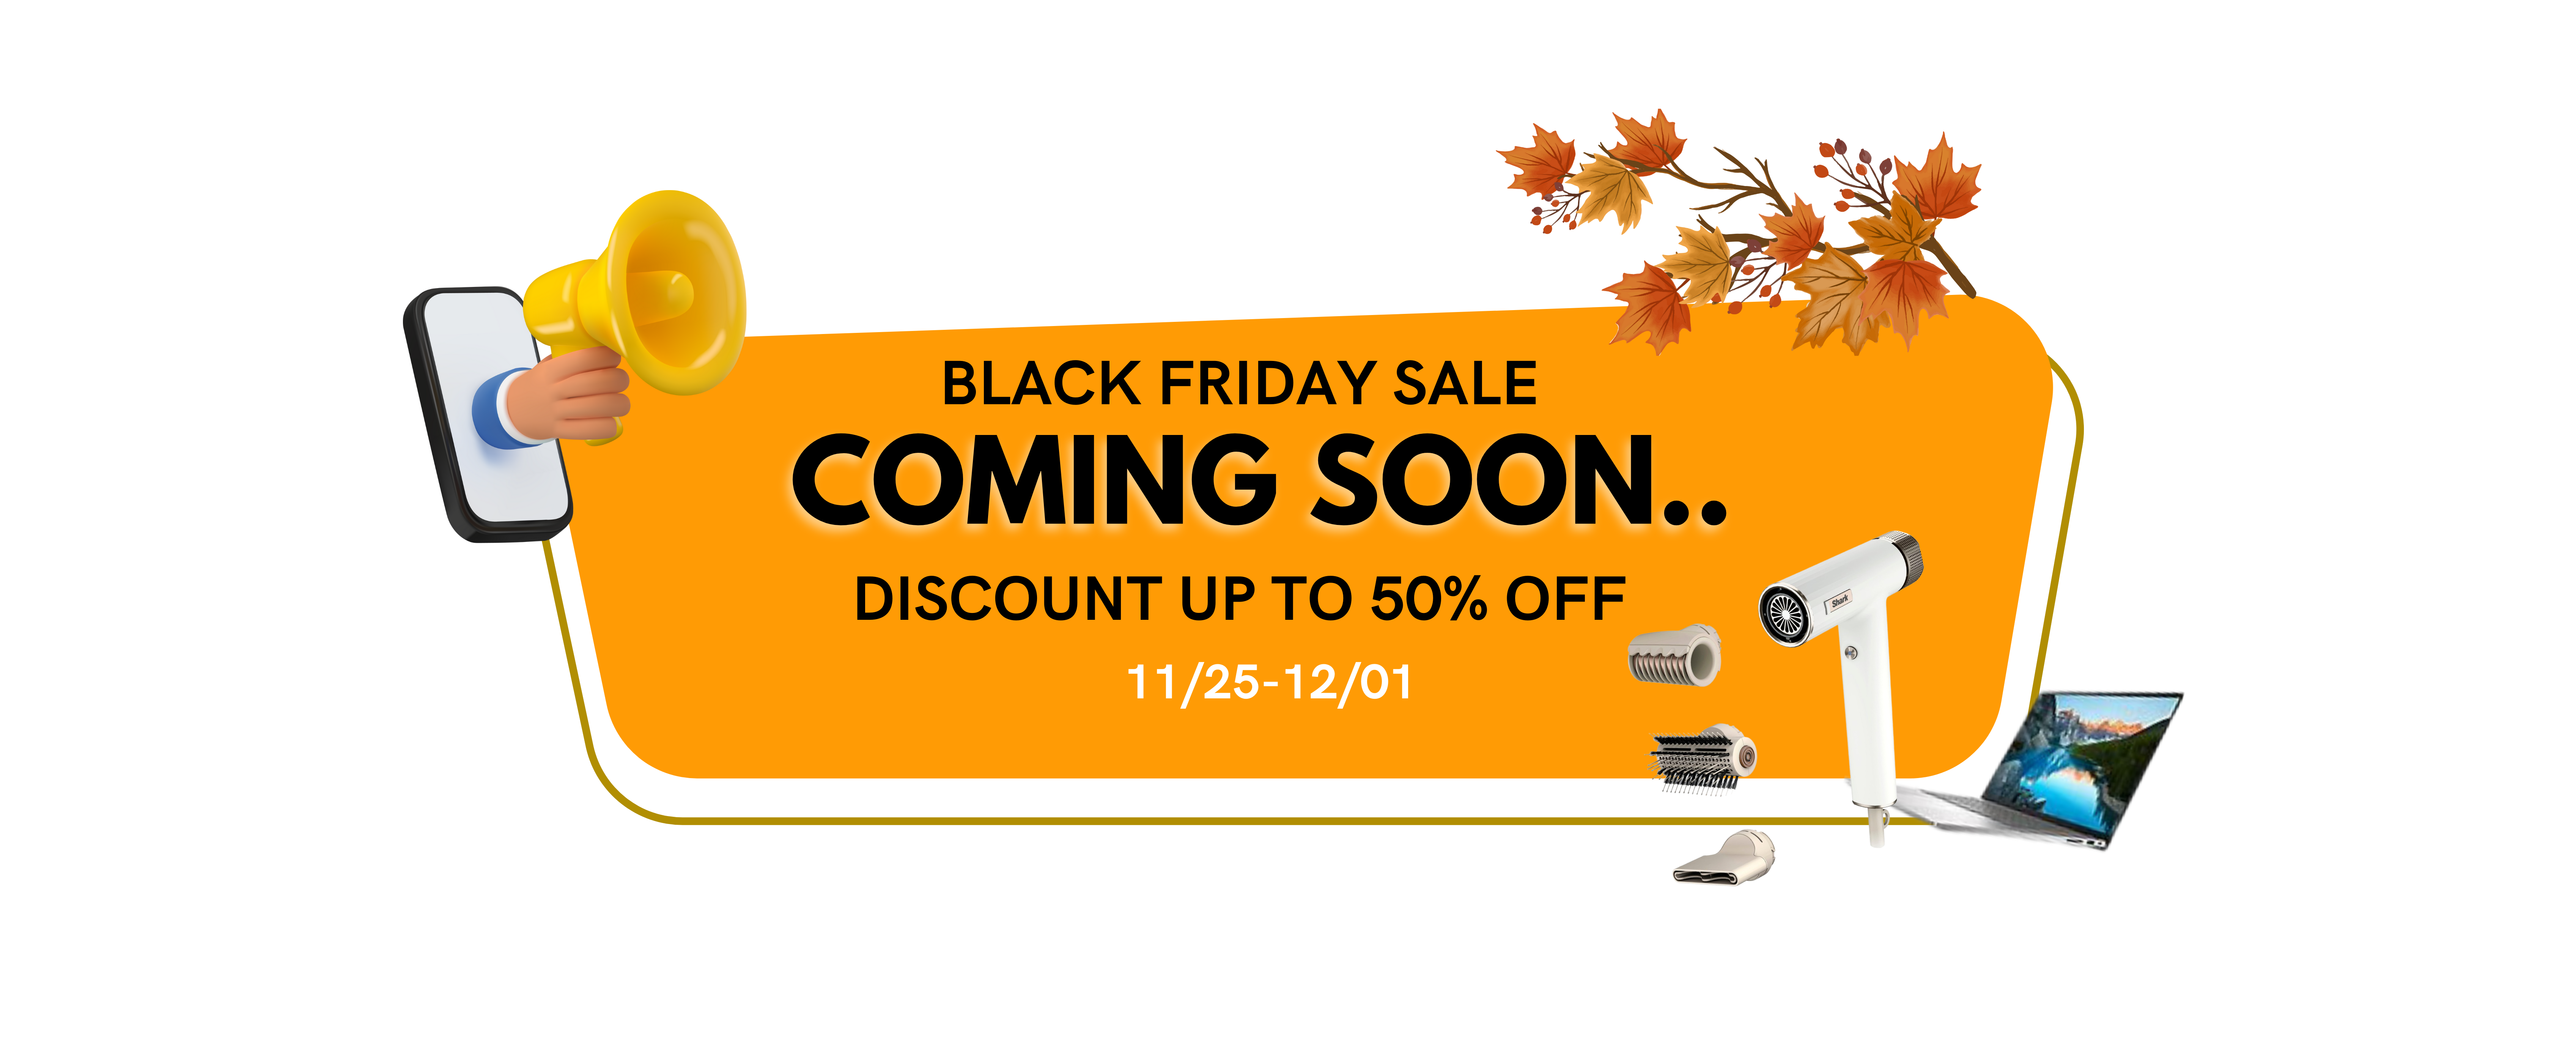 BLACK FRIDAY SALE
COMING SOON..
DISCOUNT UP TO 50% OFF
11/25-12/01
Shark